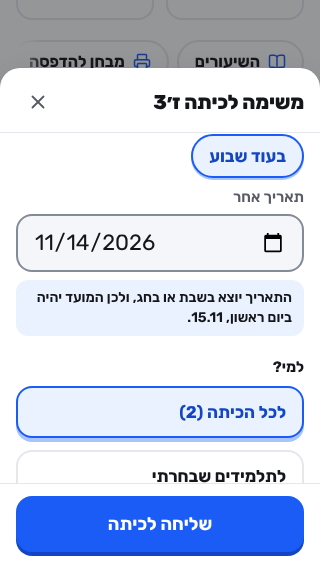 השיעורים
מבחן להדפסה
משימה לכיתה ז׳3
בעוד שבוע
תאריך אחר
11/14/2026
התאריך יוצא בשבת או בחג, ולכן המועד יהיה
ביום ראשון, 15.11.
למי?
לכל הכיתה (2)
לתלמידים שבחרתי
שליחה לכיתה